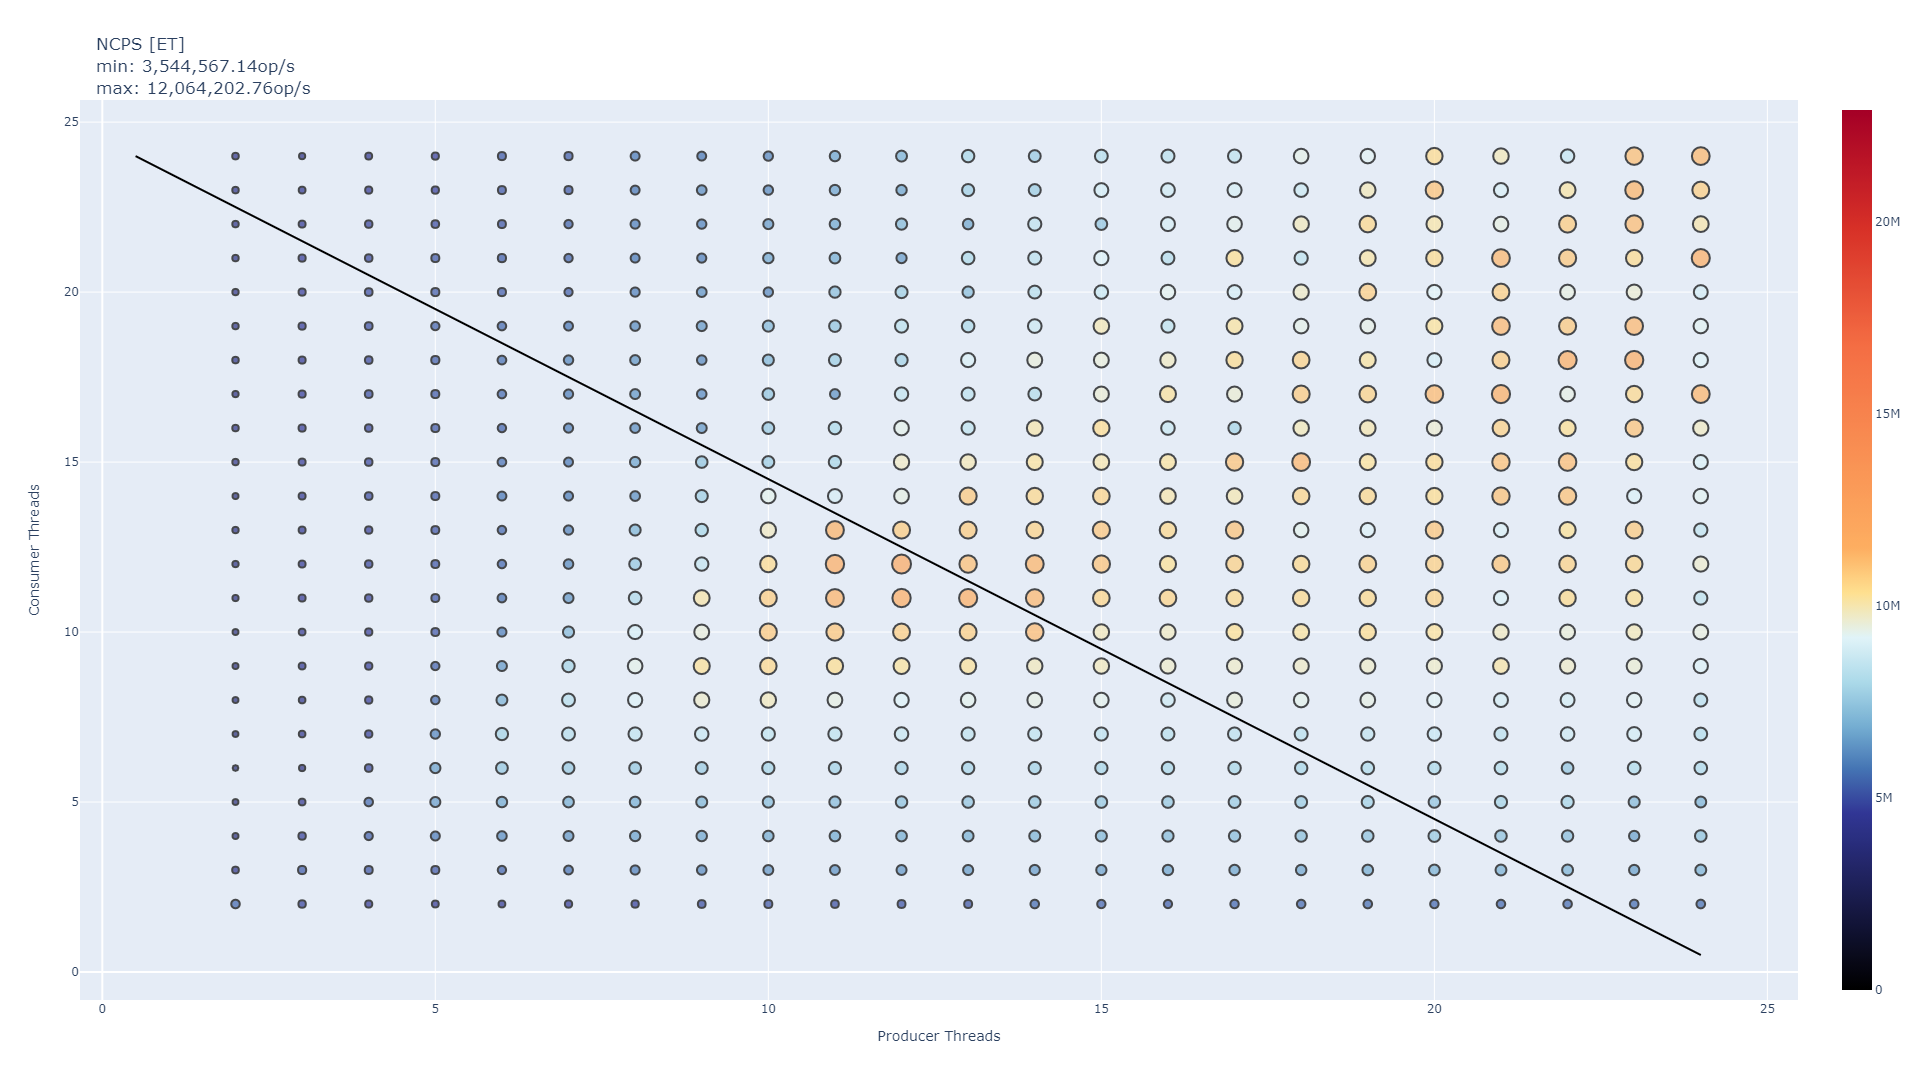 NCPS [ET]
min: 3,544,567.14op/s
max: 12,064,202.76op/s
25
20
15
10
5
0
Consumer Threads
0 5 10 15 20 25
Producer Threads
20M
15M
10M
5M
0